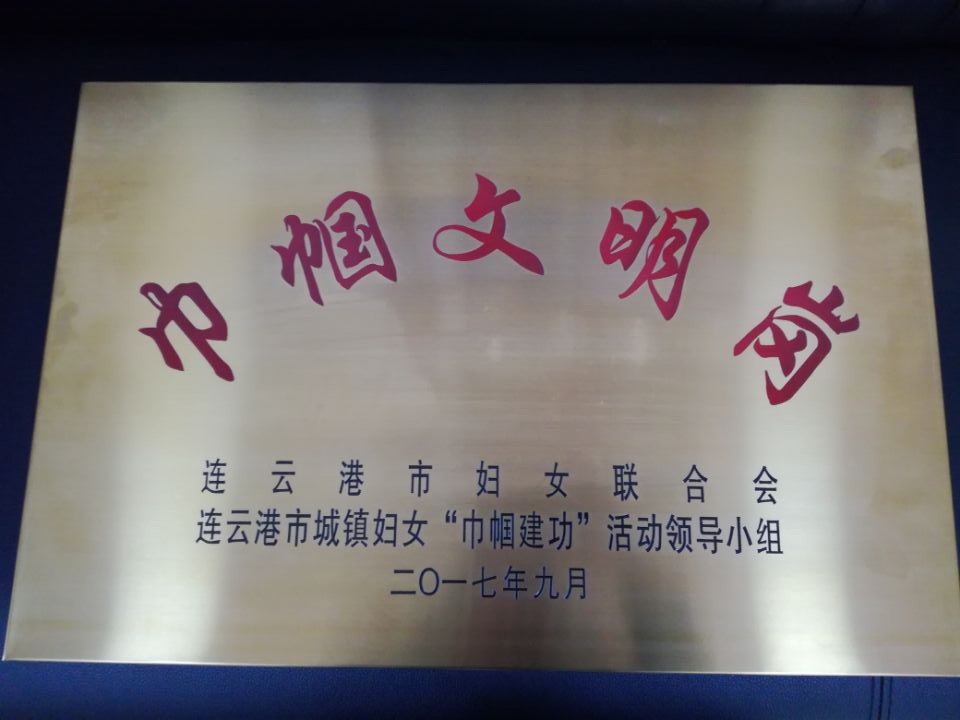 巾帼文明岗
连云港市妇女联合会
连云港市城镇妇女“巾帼建功”活动领导小组
二〇一七年九月